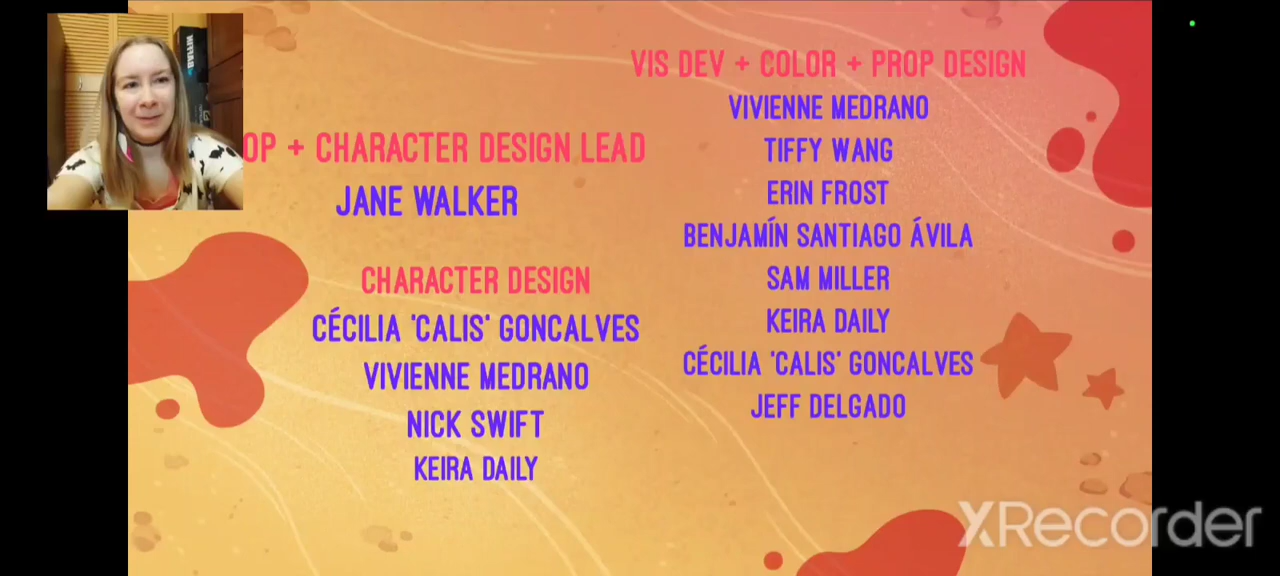 OP + CHARACTER DESIGN LEAD
JANE WALKER
CHARACTER DESIGN
CÉCILIA 'CALIS' GONCALVES
VIVIENNE MEDRANO
NICK SWIFT
KEIRA DAILY
VIS DEV + COLOR + PROP DESIGN
VIVIENNE MEDRANO
TIFFY WANG
ERIN FROST
BENJAMÍN SANTIAGO ÁVILA
SAM MILLER
KEIRA DAILY
CÉCILIA 'CALIS' GONCALVES
JEFF DELGADO
XRecorder